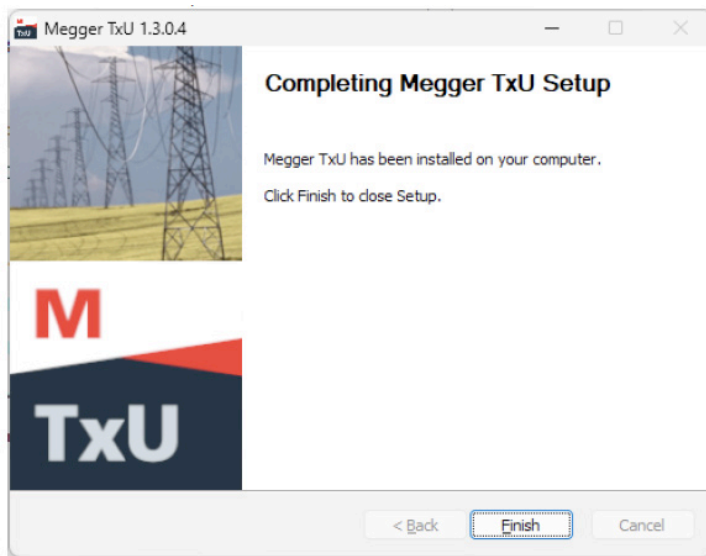 M
TxU
Megger TxU 1.3.0.4
Completing Megger TxU Setup
Megger TxU has been installed on your computer.
Click Finish to close Setup.
M
TxU
< Back
Finish
Cancel